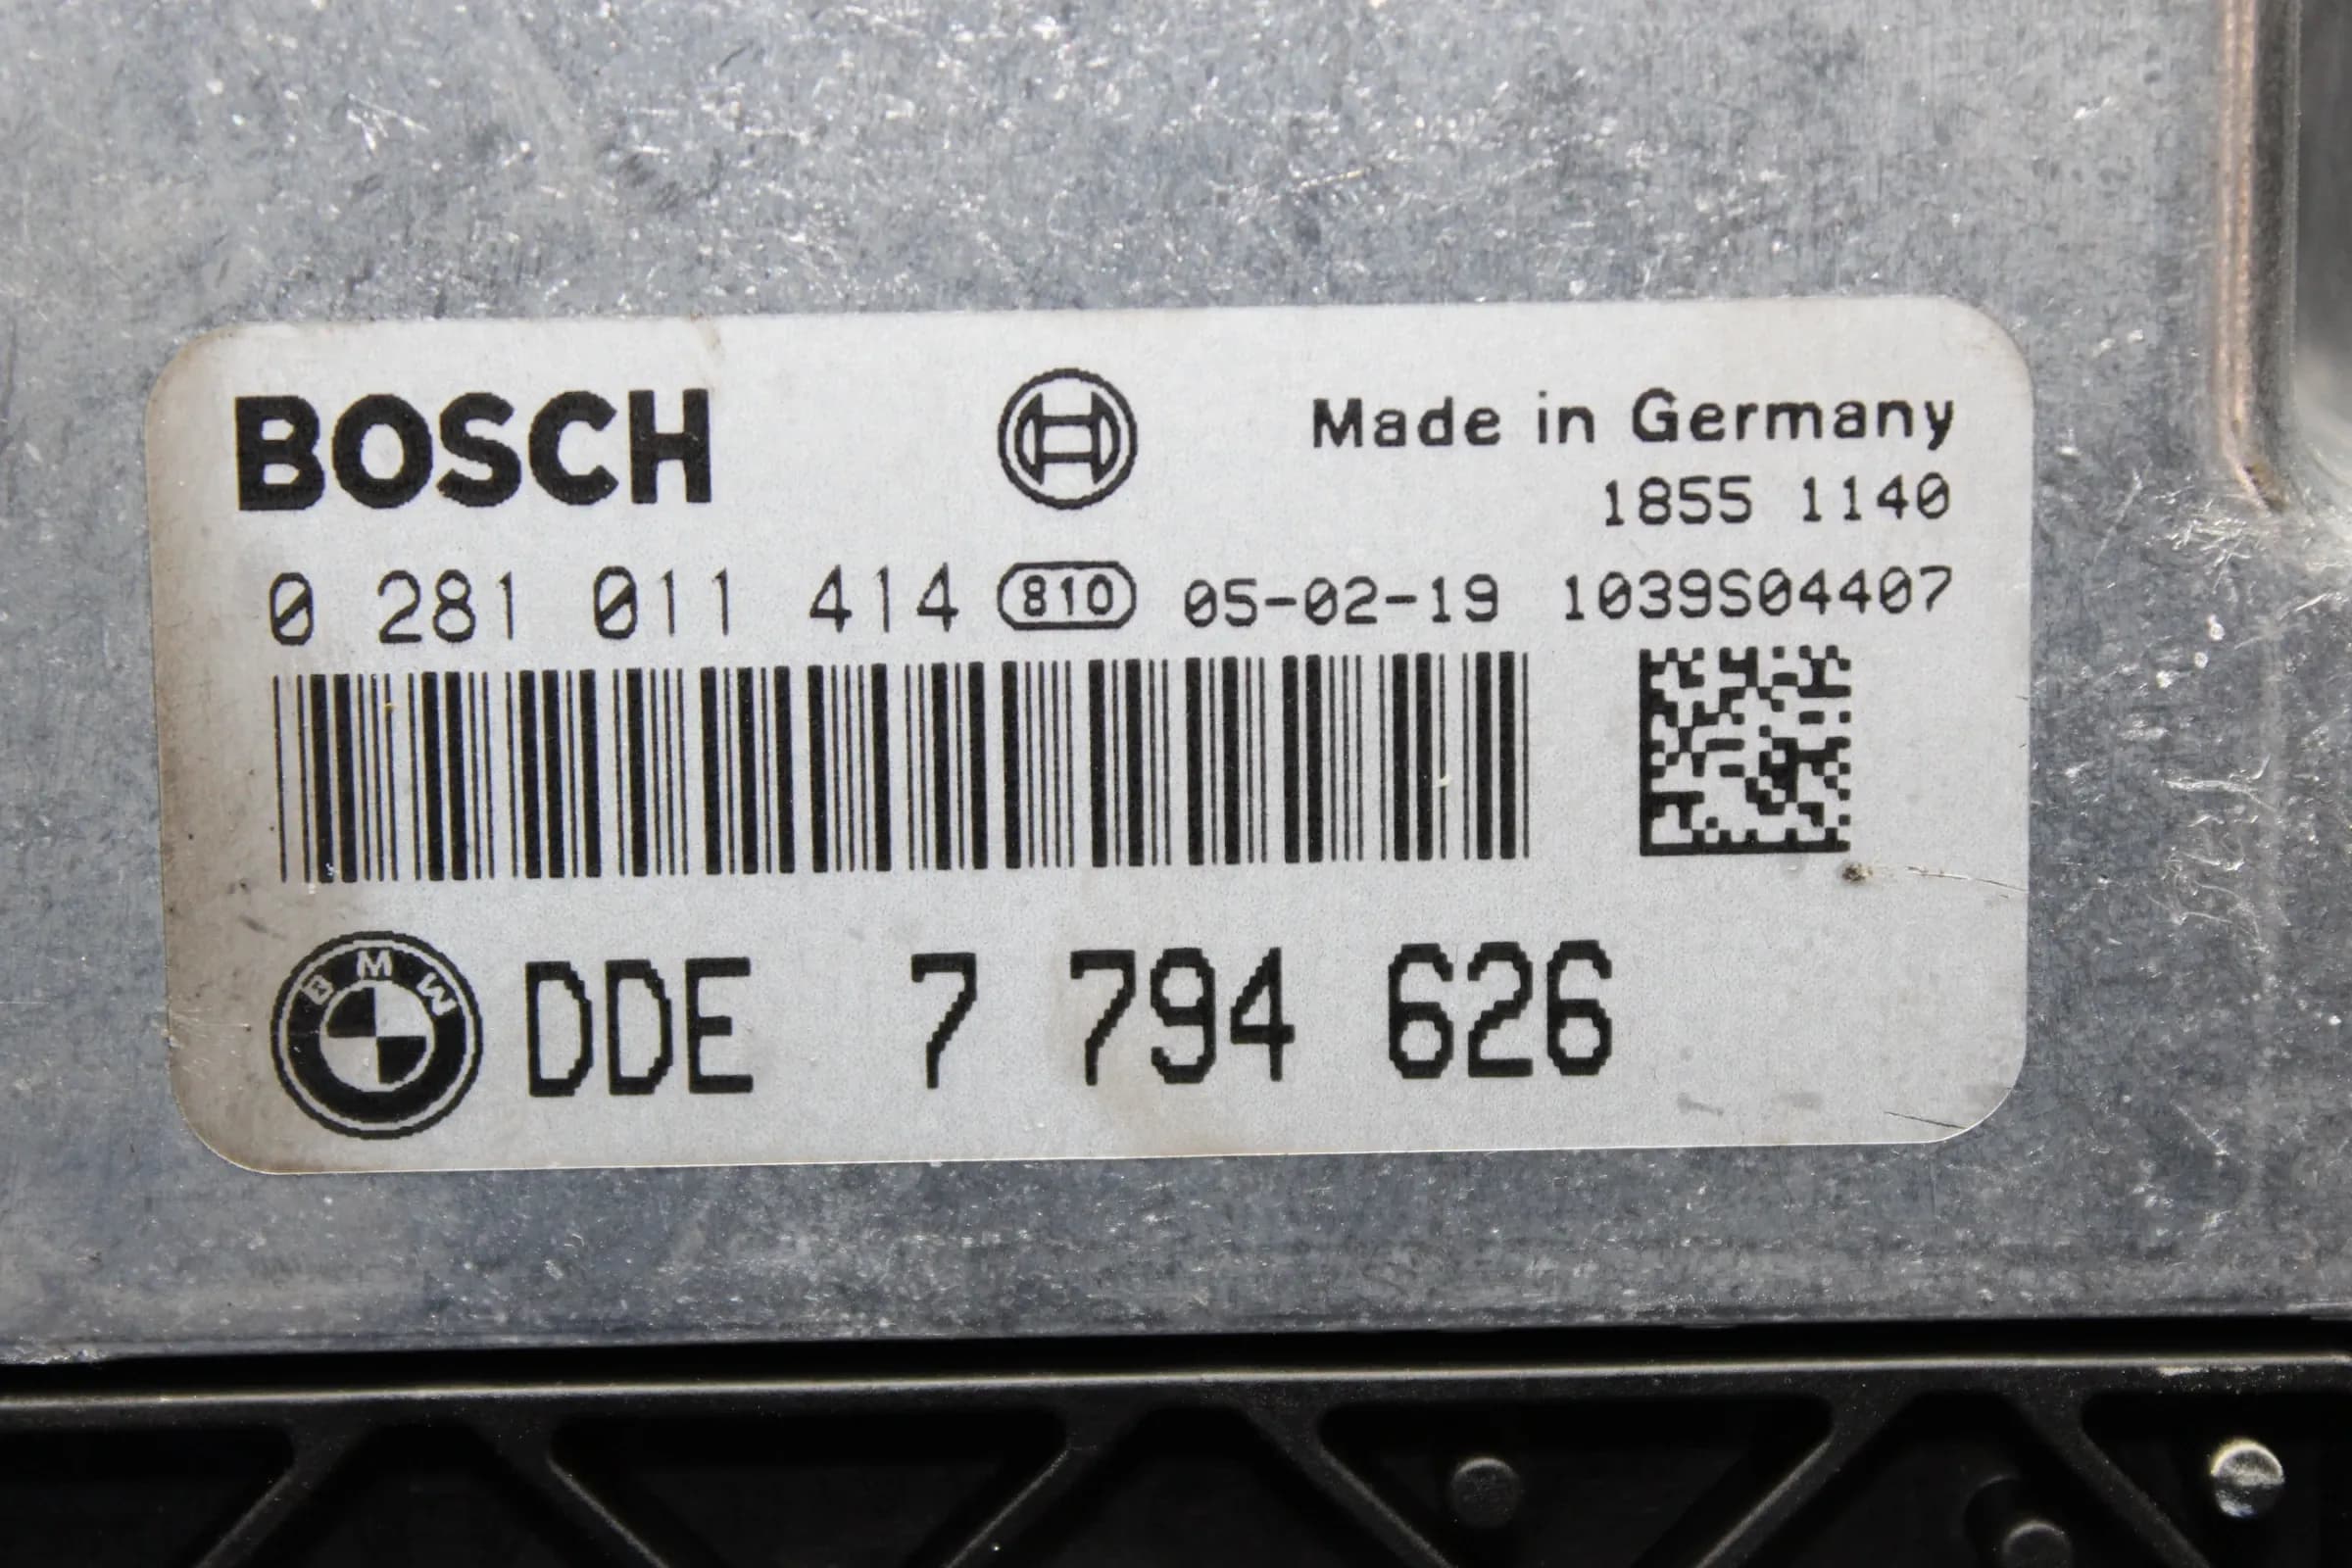 BOSCH
Made in Germany
1855 1140
0 281 011 414 810 05-02-19 1039S04407
BMW DDE 7 794 626